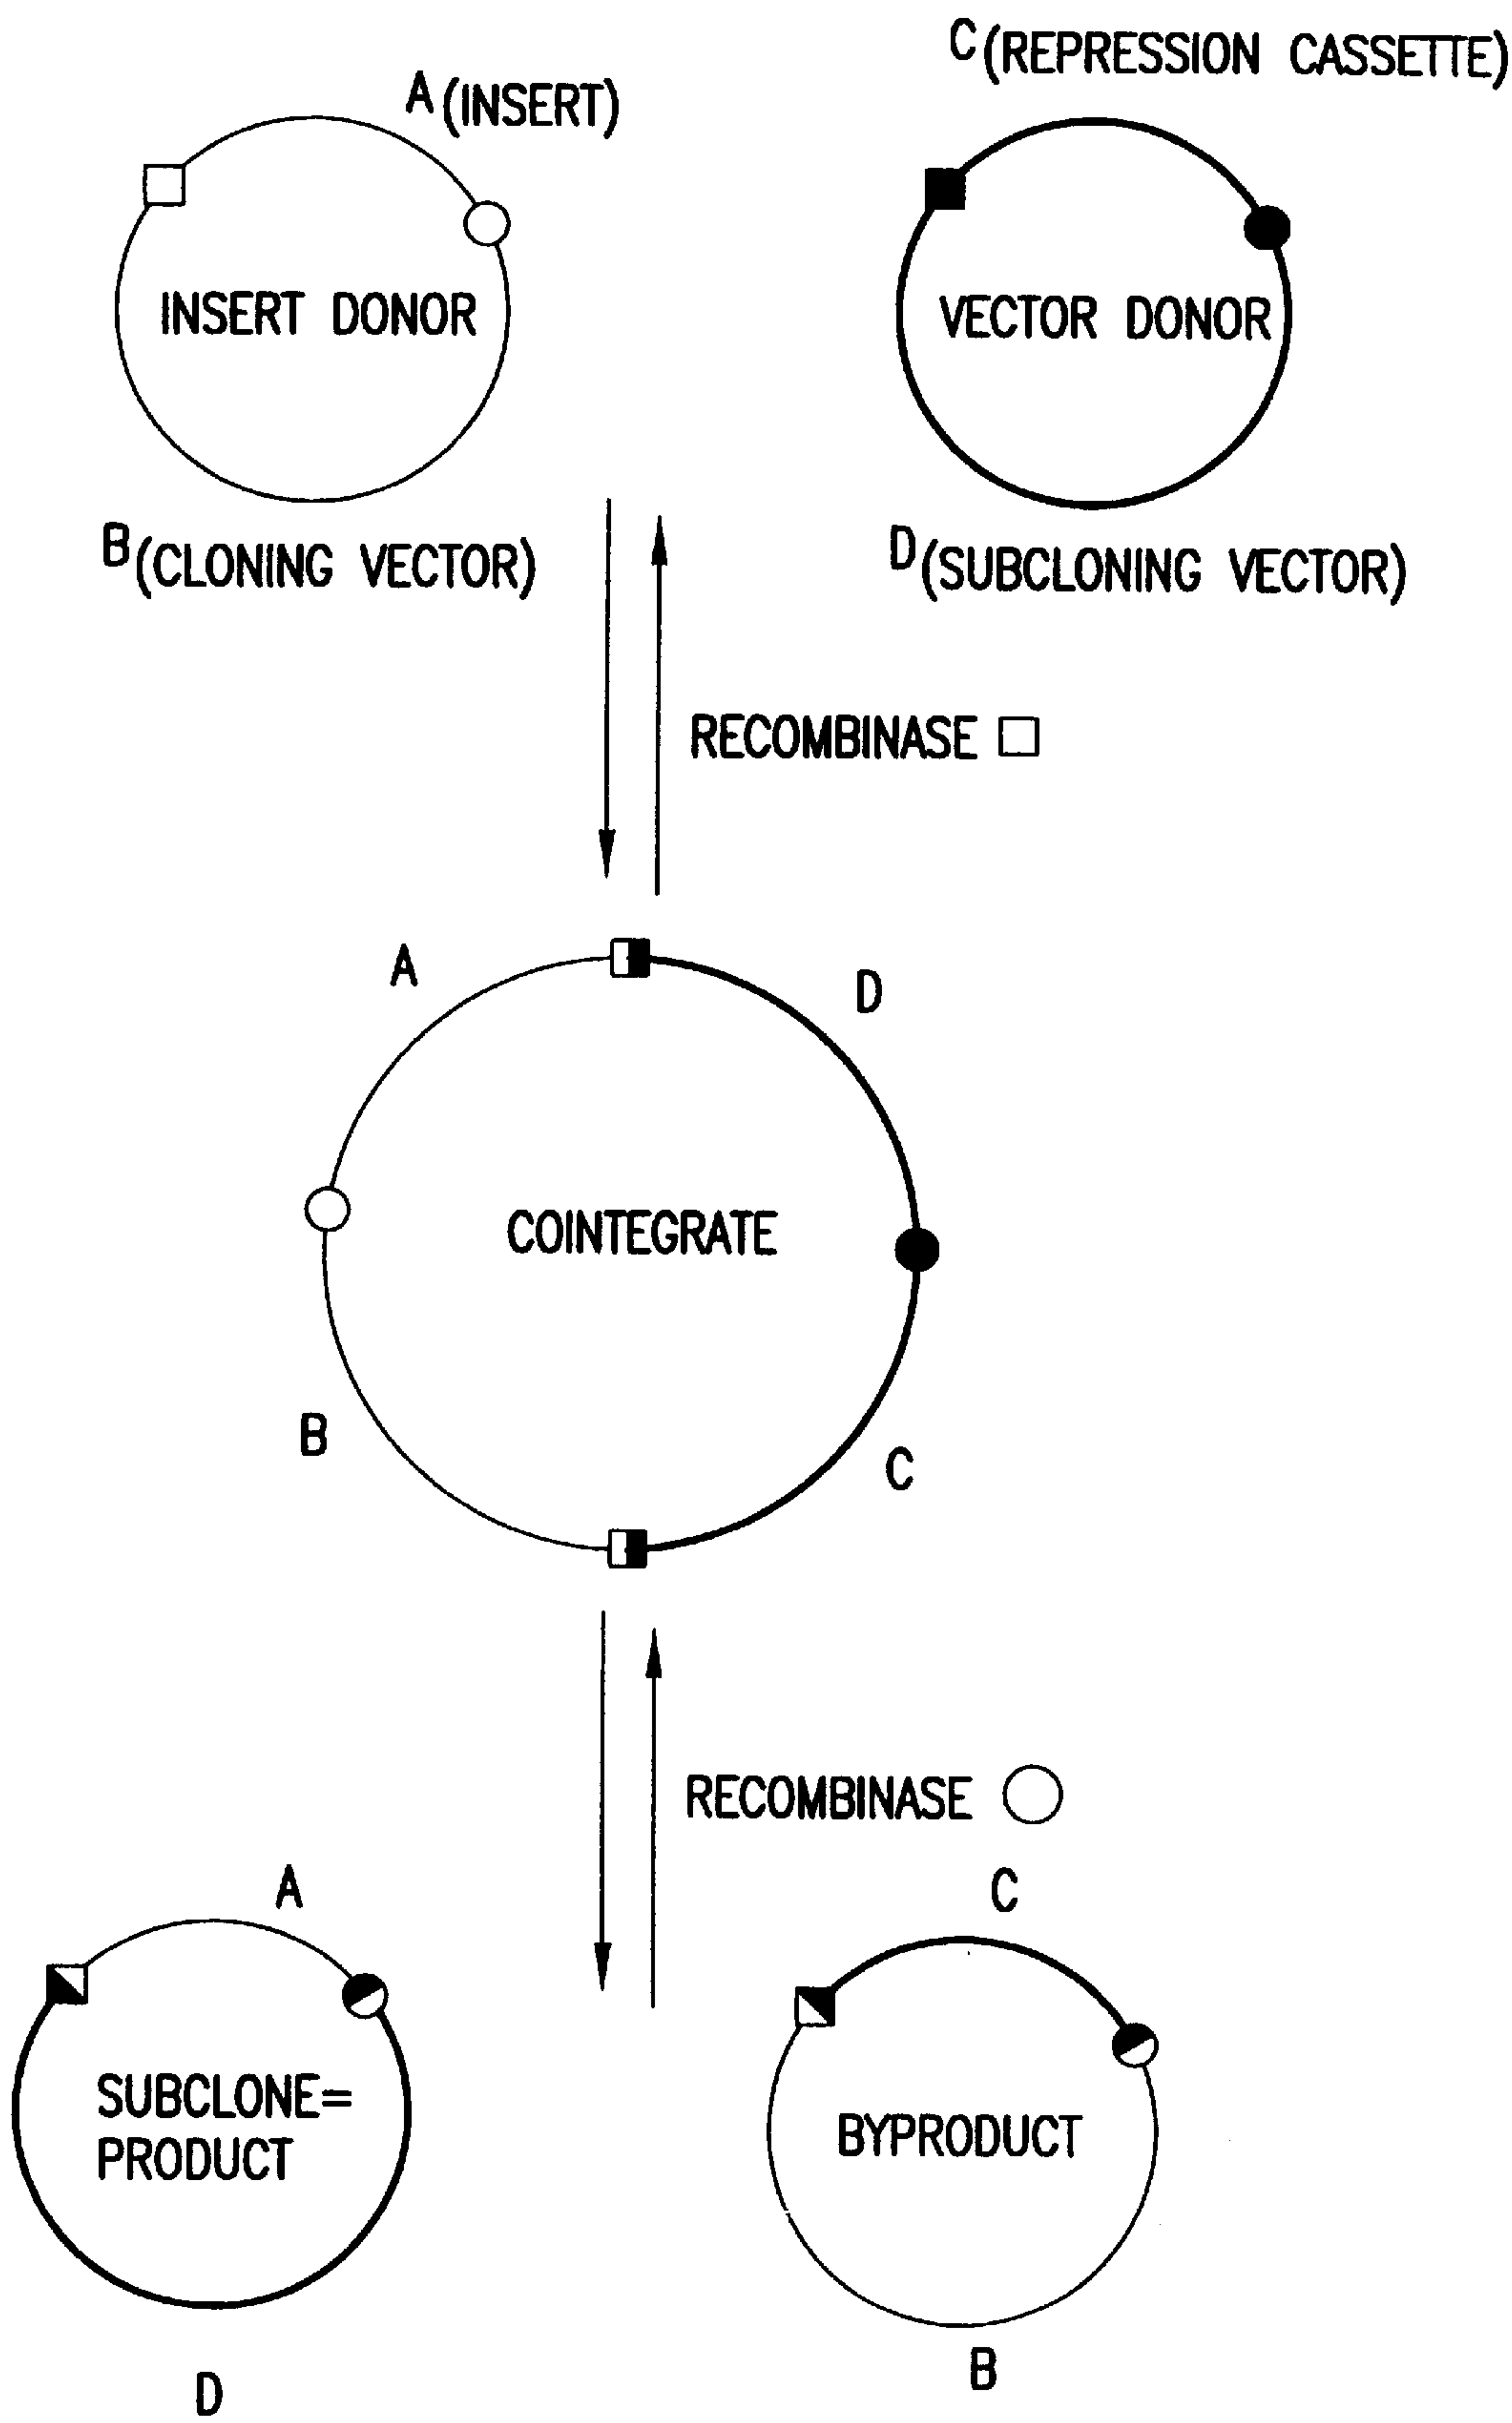 A (INSERT)
C (REPRESSION CASSETTE)
INSERT DONOR
VECTOR DONOR
B (CLONING VECTOR)
D (SUBCLONING VECTOR)
RECOMBINASE
A
D
COINTEGRATE
B
C
RECOMBINASE
A
C
SUBCLONE=
PRODUCT
BYPRODUCT
D
B